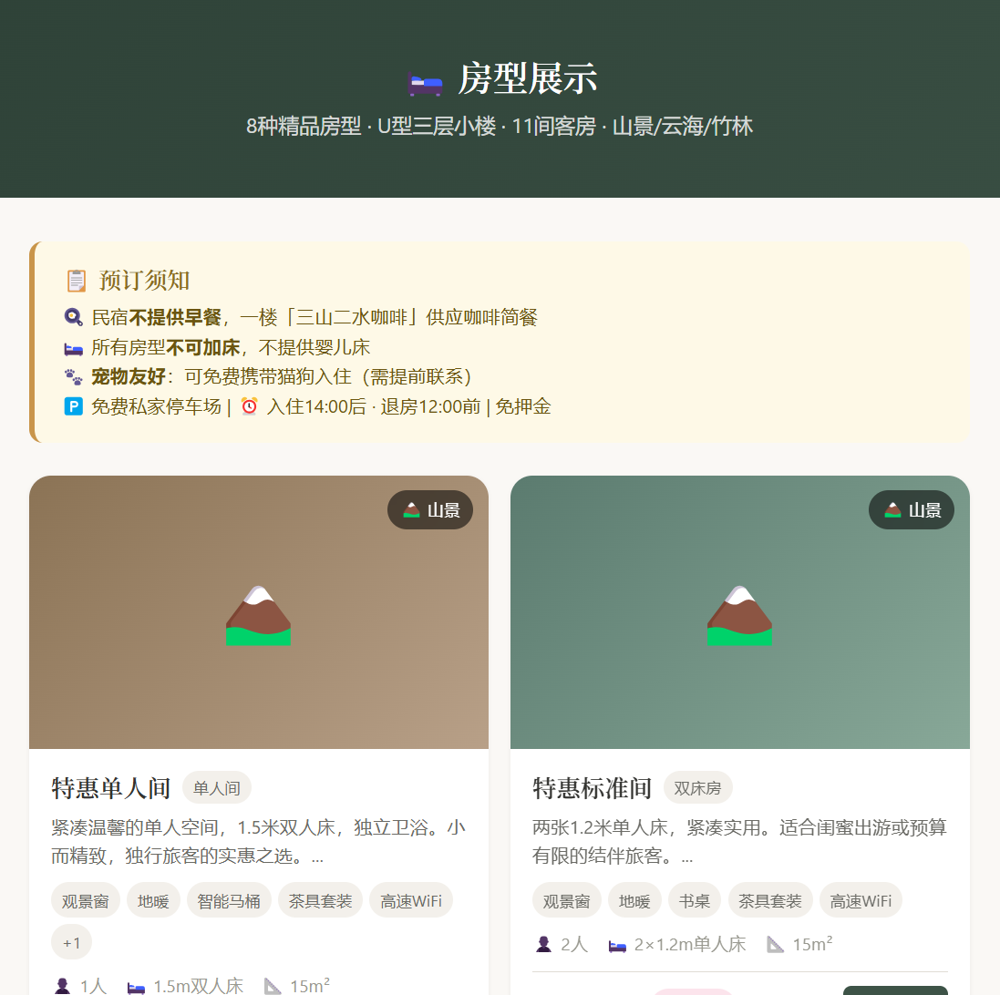 房型展示
8种精品房型 · U型三层小楼 · 11间客房 · 山景/云海/竹林
预订须知
民宿不提供早餐，一楼「三山二水咖啡」供应咖啡简餐
所有房型不可加床，不提供婴儿床
宠物友好：可免费携带猫狗入住（需提前联系）
P 免费私家停车场 | 入住14:00后 · 退房12:00前 | 免押金
山景
特惠单人间 单人间
紧凑温馨的单人空间，1.5米双人床，独立卫浴。小
而精致，独行旅客的实惠之选。...
观景窗 地暖 智能马桶 茶具套装 高速WiFi
+1
1人 1.5m双人床 15m²
山景
特惠标准间 双床房
两张1.2米单人床，紧凑实用。适合闺蜜出游或预算
有限的结伴旅客。...
观景窗 地暖 书桌 茶具套装 高速WiFi
2人 2×1.2m单人床 15m²